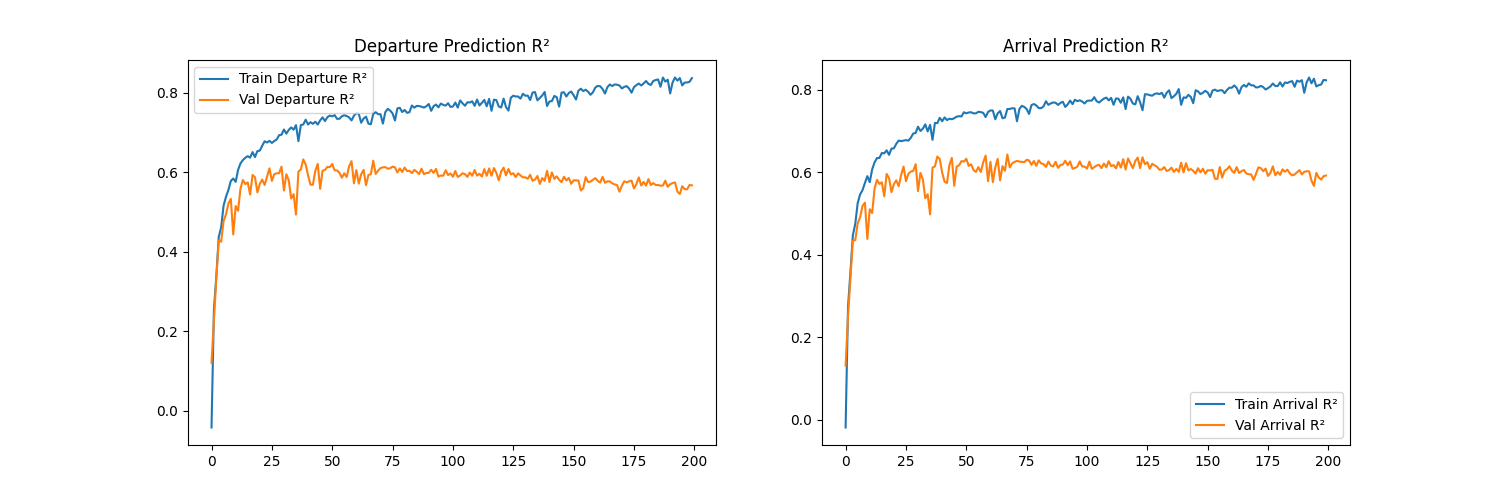 Departure Prediction R²
Train Departure R²
Val Departure R²
0.8
0.6
0.4
0.2
0.0
0 25 50 75 100 125 150 175 200
Arrival Prediction R²
0.8
0.6
0.4
0.2
0.0
Train Arrival R²
Val Arrival R²
0 25 50 75 100 125 150 175 200